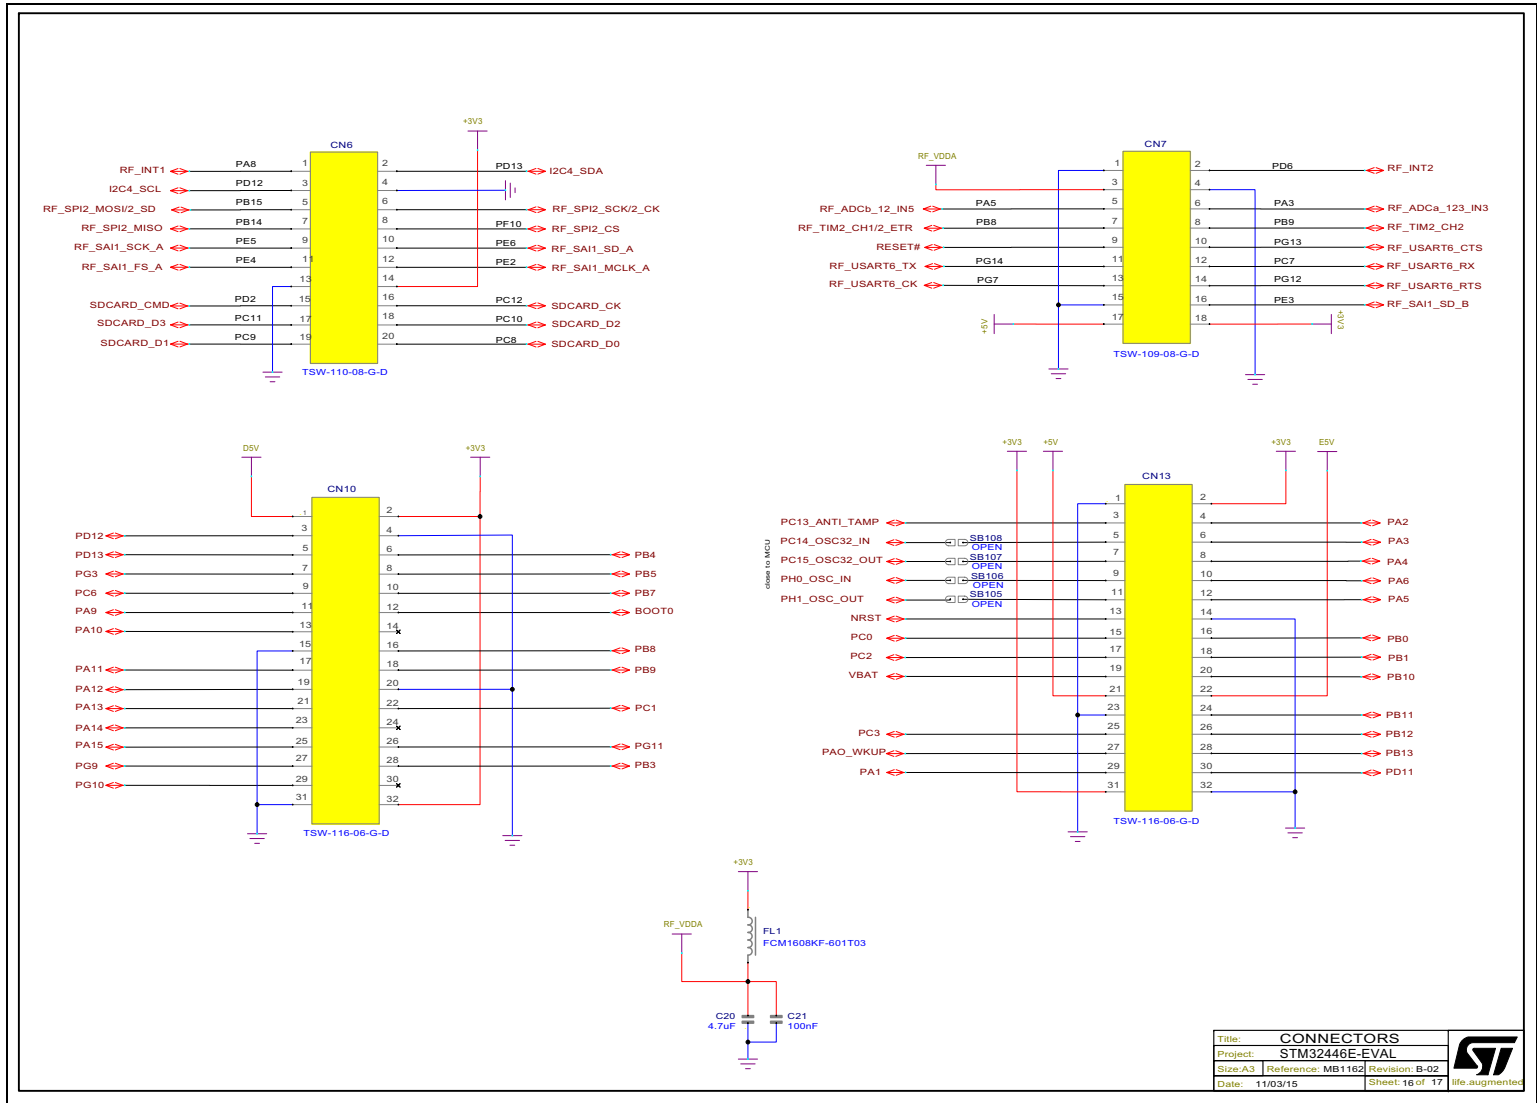 +3V3
CN6
RF_INT1 PA8 1 2 PD13 I2C4_SDA
I2C4_SCL PD12 3 4
RF_SPI2_MOSI/2_SD PB15 5 6 RF_SPI2_SCK/2_CK
RF_SPI2_MISO PB14 7 8 PF10 RF_SPI2_CS
RF_SAI1_SCK_A PE5 9 10 PE6 RF_SAI1_SD_A
RF_SAI1_FS_A PE4 11 12 PE2 RF_SAI1_MCLK_A
13 14
SDCARD_CMD PD2 15 16 PC12 SDCARD_CK
SDCARD_D3 PC11 17 18 PC10 SDCARD_D2
SDCARD_D1 PC9 19 20 PC8 SDCARD_D0
TSW-110-08-G-D
CN7
RF_VDDA
1 2 PD6 RF_INT2
3 4
RF_ADCb_12_IN5 PA5 5 6 PA3 RF_ADCa_123_IN3
RF_TIM2_CH1/2_ETR PB8 7 8 PB9 RF_TIM2_CH2
RESET# 9 10 PG13 RF_USART6_CTS
RF_USART6_TX PG14 11 12 PC7 RF_USART6_RX
RF_USART6_CK PG7 13 14 PG12 RF_USART6_RTS
15 16 PE3 RF_SAI1_SD_B
+5V 17 18 +3V3
TSW-109-08-G-D
D5V +3V3
CN10
1 2
PD12 3 4
PD13 5 6 PB4
PG3 7 8 PB5
PC6 9 10 PB7
PA9 11 12 BOOT0
PA10 13 14
15 16 PB8
PA11 17 18 PB9
PA12 19 20
PA13 21 22 PC1
PA14 23 24
PA15 25 26 PG11
PG9 27 28 PB3
PG10 29 30
31 32
TSW-116-06-G-D
+3V3 +5V +3V3 E5V
CN13
1 2
PC13_ANTI_TAMP 3 4 PA2
PC14_OSC32_IN SB108 5 6 PA3
OPEN
PC15_OSC32_OUT SB107 7 8 PA4
OPEN
PH0_OSC_IN SB106 9 10 PA6
OPEN
PH1_OSC_OUT SB105 11 12 PA5
OPEN
close to MCU
NRST 13 14
PC0 15 16 PB0
PC2 17 18 PB1
VBAT 19 20 PB10
21 22
23 24 PB11
PC3 25 26 PB12
PAO_WKUP 27 28 PB13
PA1 29 30 PD11
31 32
TSW-116-06-G-D
+3V3
RF_VDDA
FL1
FCM1608KF-601T03
C20 C21
4.7uF 100nF
Title: CONNECTORS
Project: STM32446E-EVAL
Size:A3 Reference: MB1162 Revision: B-02
Date: 11/03/15 Sheet: 16 of 17
ST
life.augmented